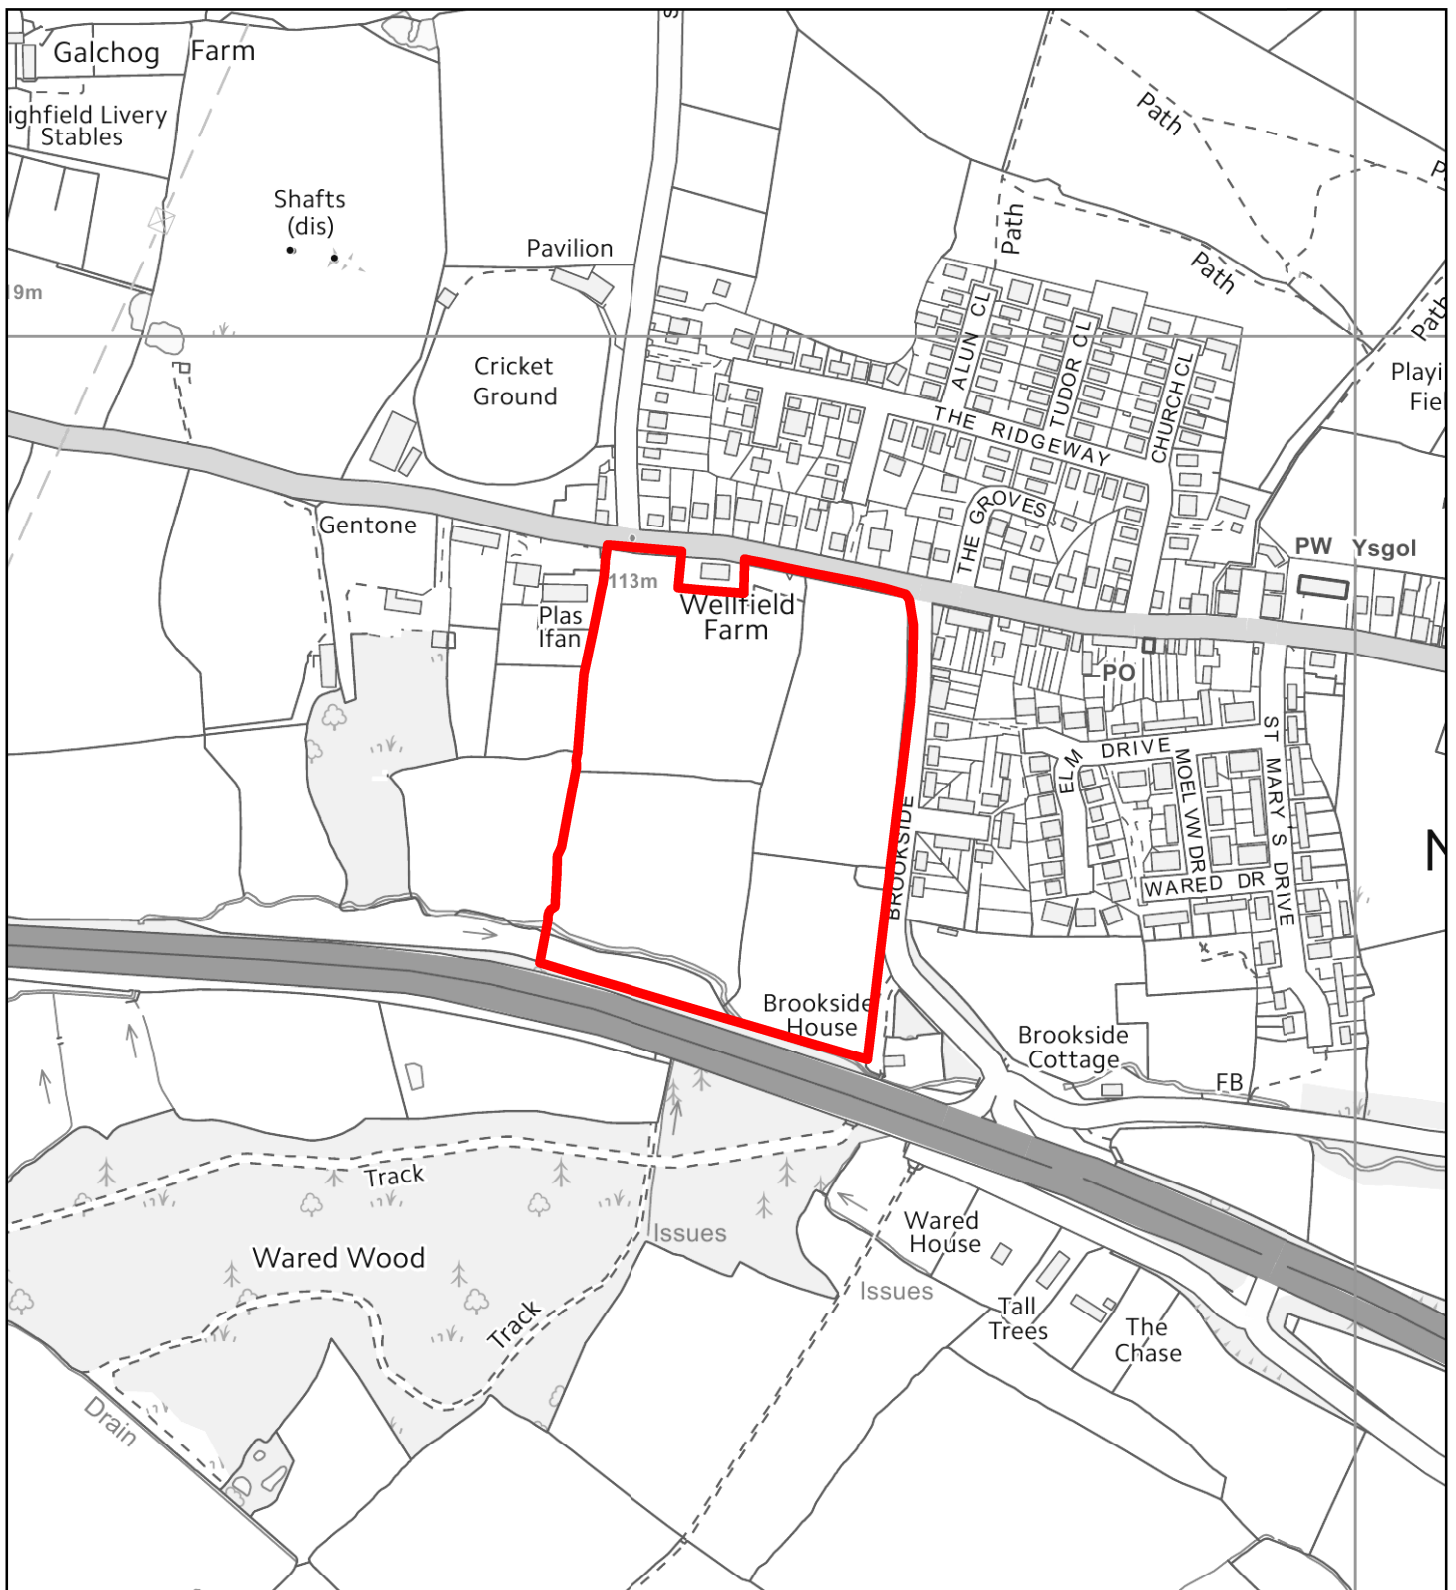 Galchog Farm
ighfield Livery
Stables
Shafts
(dis)
Pavilion
Path
Path
Path
Path
19m
Cricket
Ground
ALUN CL
TUDOR CL
CHURCH CL
THE RIDGEWAY
THE GROVES
Playi
Fie
Gentone
PW Ysgol
113m
Plas
Ifan
Wellfield
Farm
PO
ELM DRIVE
MOEL VW DR
ST MARY S DRIVE
WARED DR
BROOKSIDE
N
Brookside
House
Brookside
Cottage
FB
Track
Wared Wood
Issues
Track
Wared
House
Issues
Tall
Trees
The
Chase
Drain